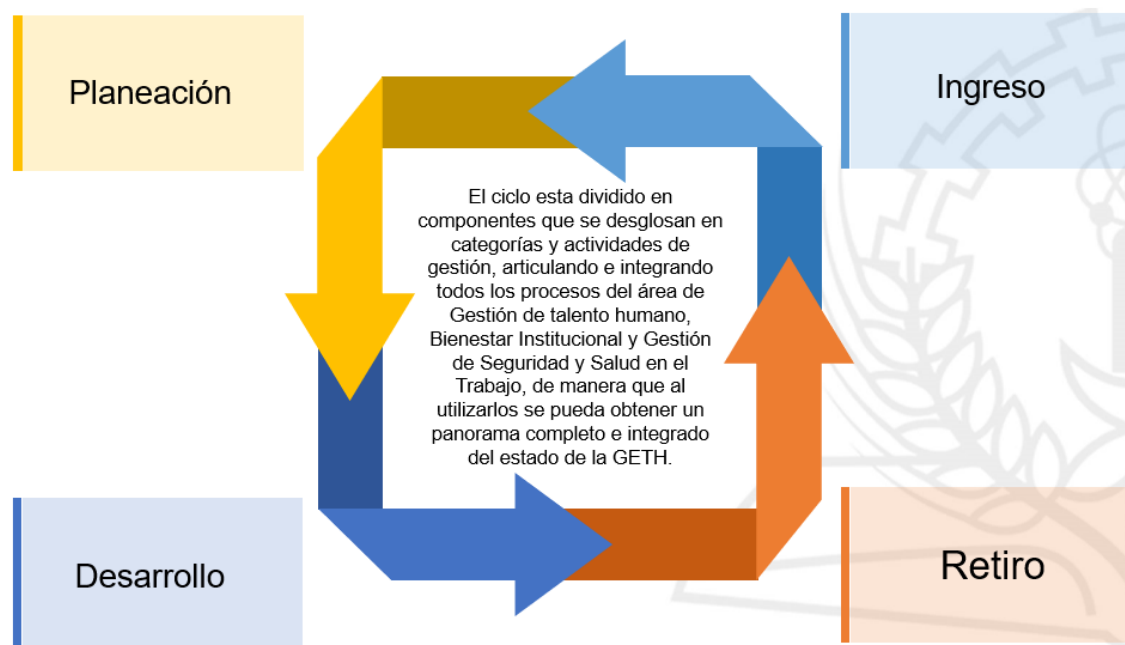 Planeación
Ingreso
El ciclo esta dividido en
componentes que se desglosan en
categorías y actividades de
gestión, articulando e integrando
todos los procesos del área de
Gestión de talento humano,
Bienestar Institucional y Gestión
de Seguridad y Salud en el
Trabajo, de manera que al
utilizarlos se pueda obtener un
panorama completo e integrado
del estado de la GETH.
Desarrollo
Retiro